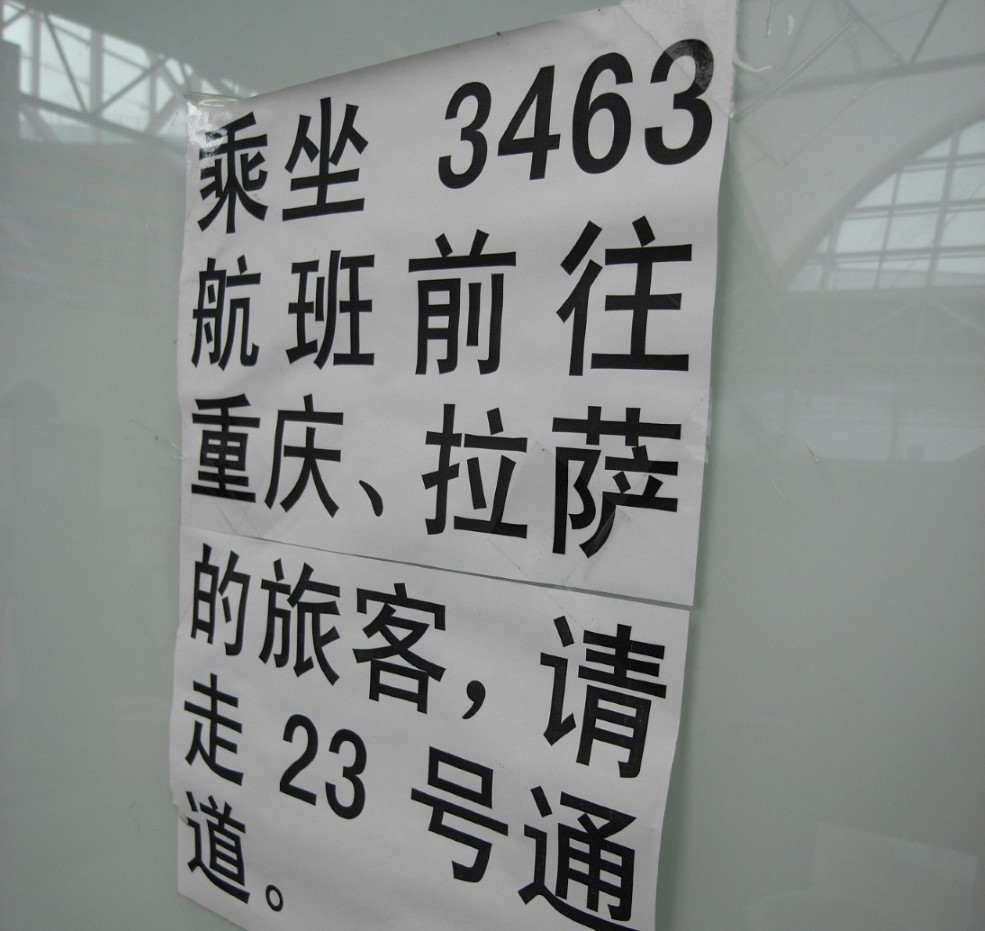 乘坐 3463
航班前往
重庆、拉萨
的旅客，请
走 23 号通
道。